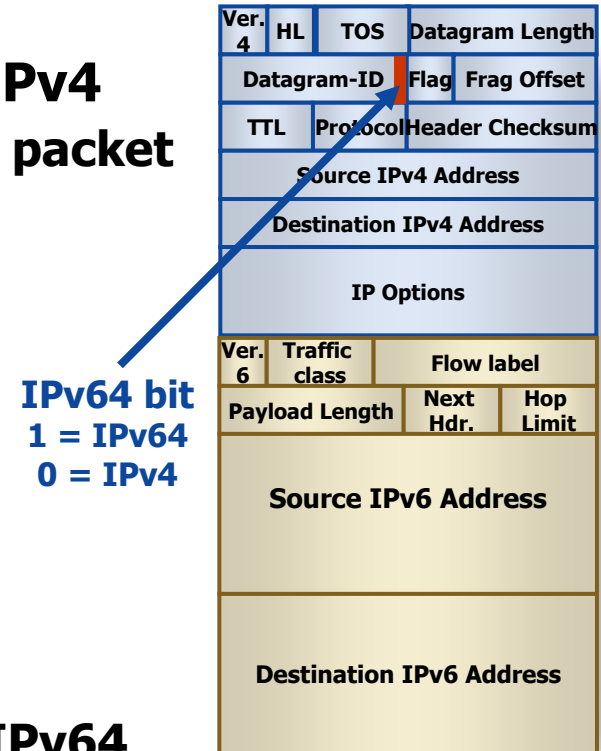 Pv4
packet
Ver. 4 HL TOS Datagram Length
Datagram-ID Flag Frag Offset
TTL Protocol Header Checksum
Source IPv4 Address
Destination IPv4 Address
IP Options
IPv64 bit
1 = IPv64
0 = IPv4
Ver. 6 Traffic class Flow label
Payload Length Next Hdr. Hop Limit
Source IPv6 Address
Destination IPv6 Address
IPv64